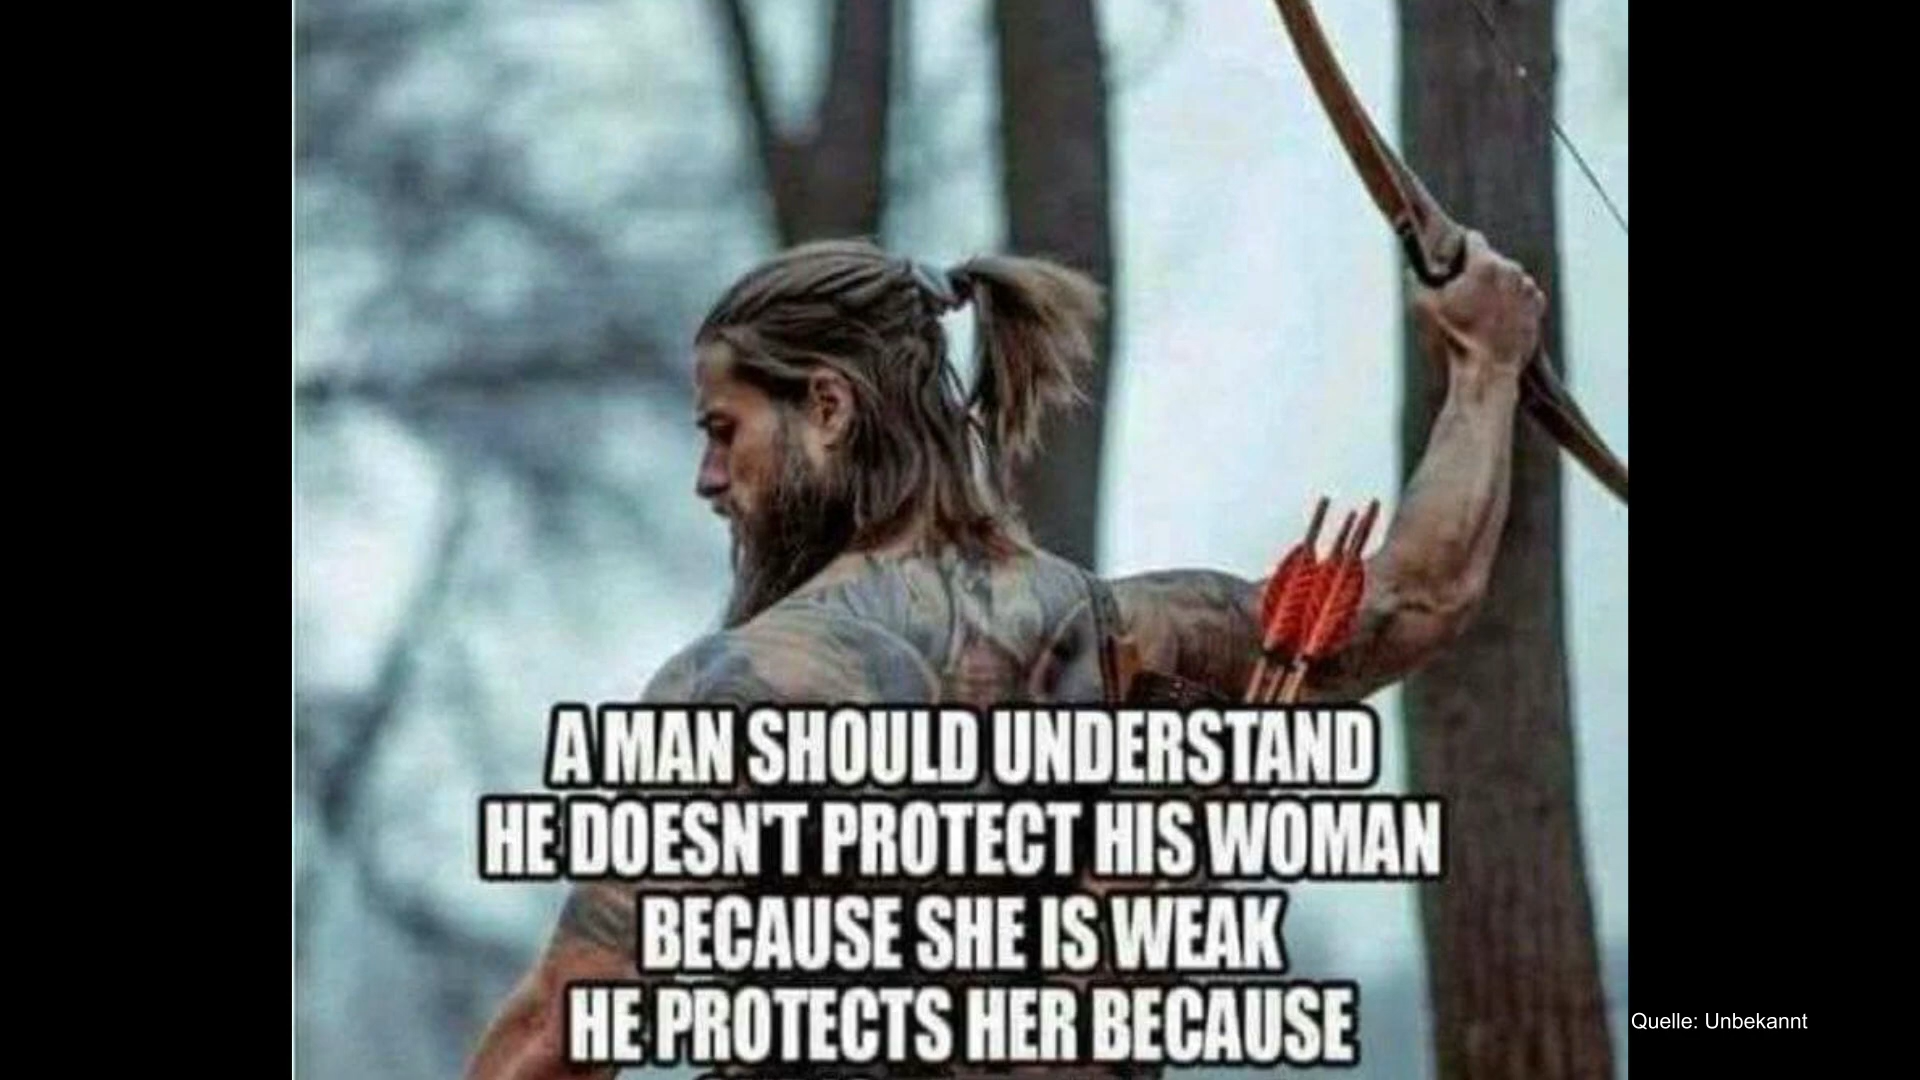 A MAN SHOULD UNDERSTAND
HE DOESN'T PROTECT HIS WOMAN
BECAUSE SHE IS WEAK
HE PROTECTS HER BECAUSE
Quelle: Unbekannt